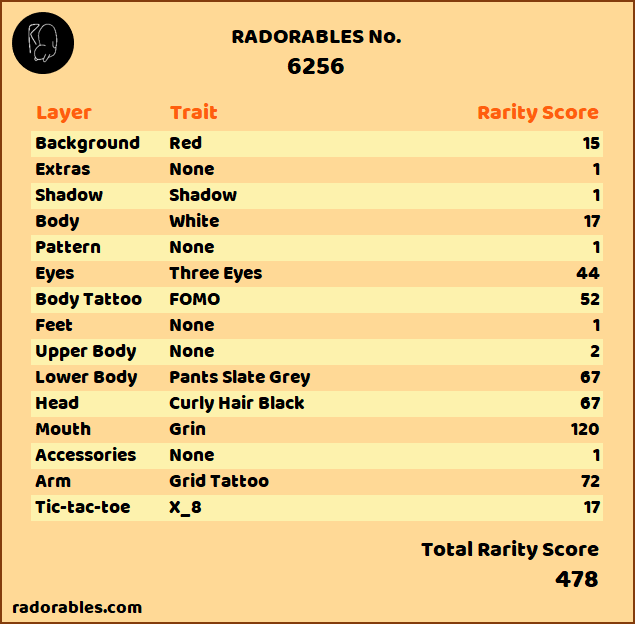 RADORABLES No.
6256
Layer Trait Rarity Score
Background Red 15
Extras None 1
Shadow Shadow 1
Body White 17
Pattern None 1
Eyes Three Eyes 44
Body Tattoo FOMO 52
Feet None 1
Upper Body None 2
Lower Body Pants Slate Grey 67
Head Curly Hair Black 67
Mouth Grin 120
Accessories None 1
Arm Grid Tattoo 72
Tic-tac-toe X_8 17
Total Rarity Score
478
radorables.com